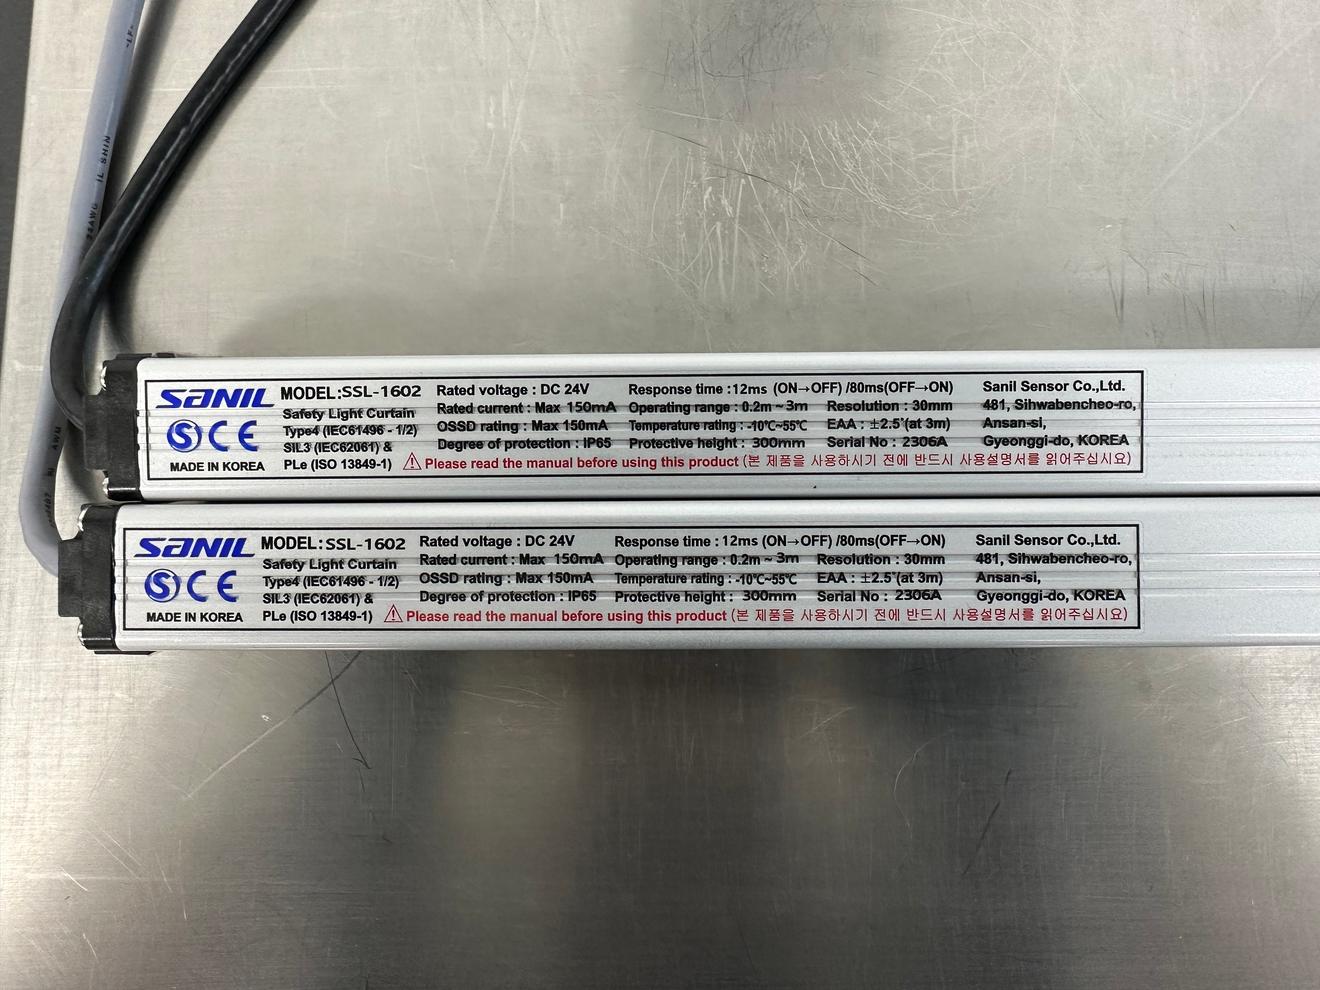 SANIL MODEL:SSL-1602 Rated voltage : DC 24V Response time :12ms (ON→OFF) /80ms(OFF→ON) Sanil Sensor Co.,Ltd.
Safety Light Curtain Rated current : Max 150mA Operating range : 0.2m ~ 3m Resolution : 30mm 481, Sihwabencheo-ro,
S CE Type4 (IEC61496 - 1/2) OSSD rating : Max 150mA Temperature rating : -10℃~55℃ EAA : ±2.5°(at 3m) Ansan-si,
SIL3 (IEC62061) & Degree of protection : IP65 Protective height : 300mm Serial No : 2306A Gyeonggi-do, KOREA
MADE IN KOREA PLe (ISO 13849-1) Please read the manual before using this product (본 제품을 사용하시기 전에 반드시 사용설명서를 읽어주십시요)
SANIL MODEL:SSL-1602 Rated voltage : DC 24V Response time : 12ms (ON→OFF) /80ms(OFF→ON) Sanil Sensor Co.,Ltd.
Safety Light Curtain Rated current : Max 150mA Operating range : 0.2m ~ 3m Resolution : 30mm 481, Sihwabencheo-ro,
S CE Type4 (IEC61496 - 1/2) OSSD rating : Max 150mA Temperature rating : -10℃~55℃ EAA : ±2.5°(at 3m) Ansan-si,
SIL3 (IEC62061) & Degree of protection : IP65 Protective height : 300mm Serial No : 2306A Gyeonggi-do, KOREA
MADE IN KOREA PLe (ISO 13849-1) Please read the manual before using this product (본 제품을 사용하시기 전에 반드시 사용설명서를 읽어주십시요)
IL SHIN